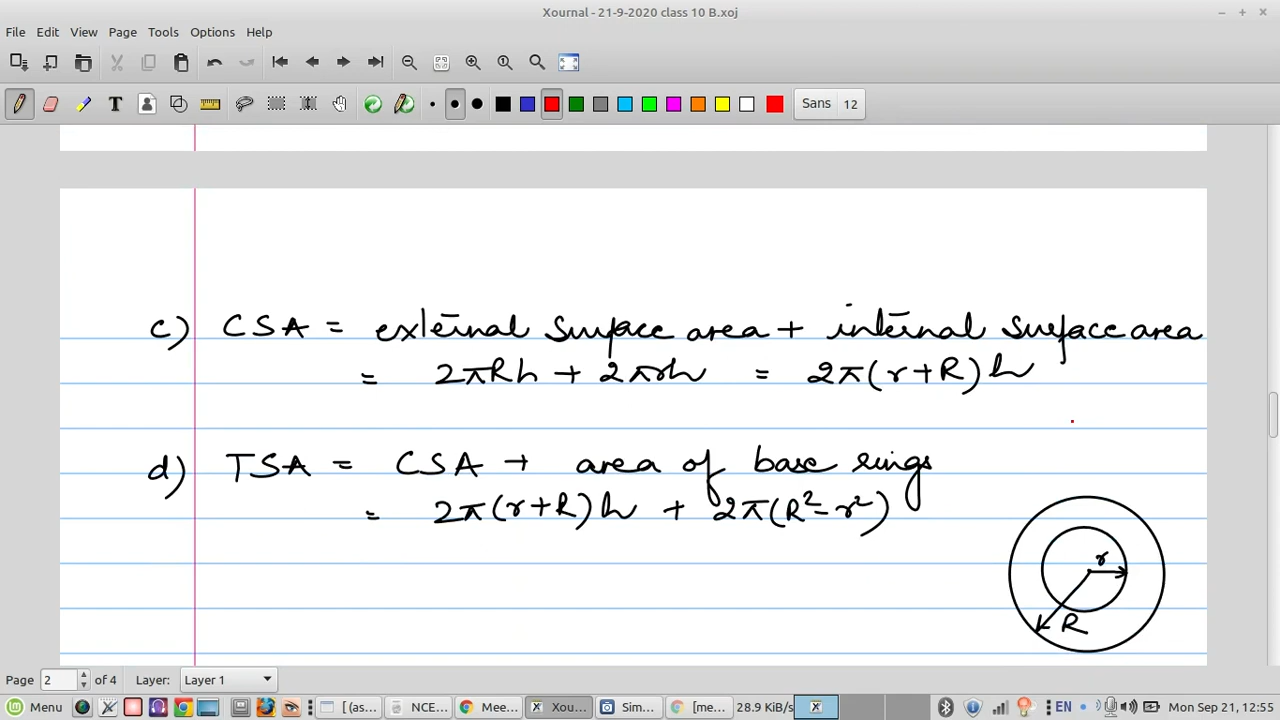 Xournal - 21-9-2020 class 10 B.xoj
File Edit View Page Tools Options Help
Sans 12
c) CSA = external surface area + internal surface area
= 2πRh + 2πrh = 2π(r+R)h
d) TSA = CSA + area of base rings
= 2π(r+R)h + 2π(R²-r²)
r
R
Page 2 of 4 Layer: Layer 1
Menu [(as... NCE... Mee... Xou... Sim... [me... 28.9 KiB/s EN Mon Sep 21, 12:55